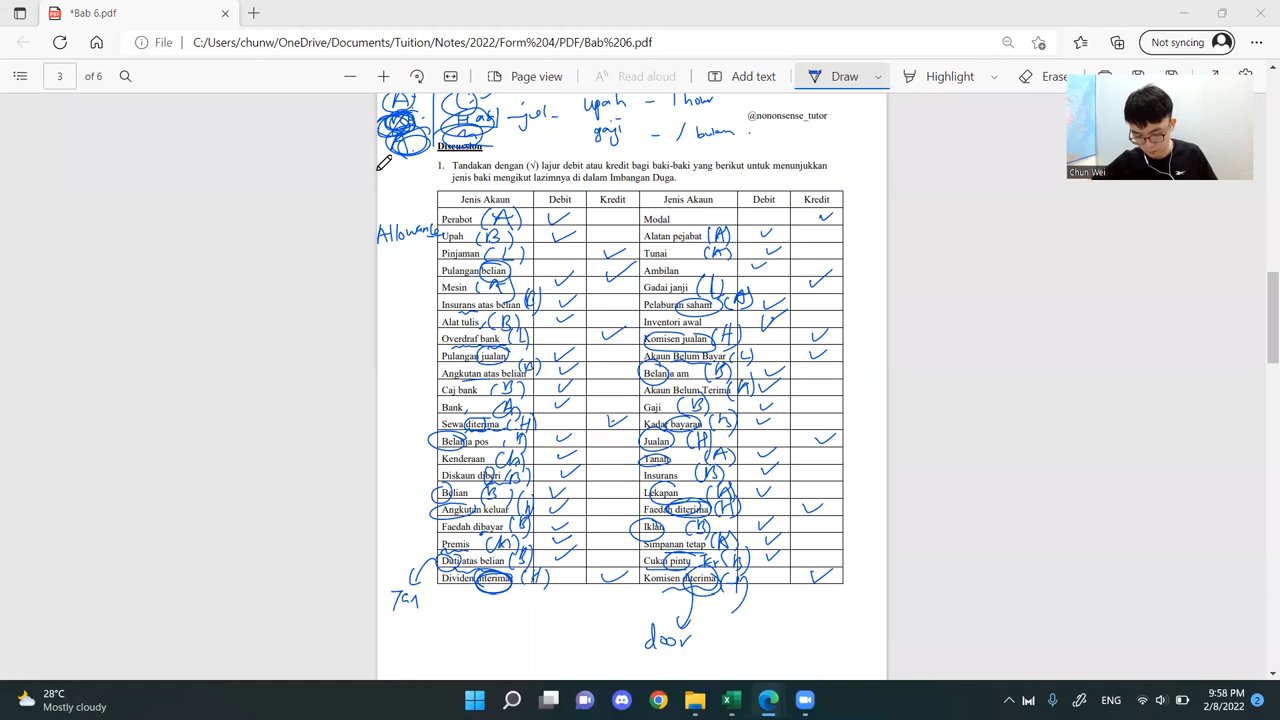 *Bab 6.pdf
File C:/Users/chunw/OneDrive/Documents/Tuition/Notes/2022/Form%204/PDF/Bab%206.pdf Not syncing
3 of 6 Page view Read aloud Add text Draw Highlight Erase
Chun Wei
(A) (L)
jul upah - 1 hour
gaji - / bulan
@nononsense_tutor
Discussion
1. Tandakan dengan (√) lajur debit atau kredit bagi baki-baki yang berikut untuk menunjukkan
jenis baki mengikut kelazimnya di dalam Imbangan Duga.
Jenis Akaun Debit Kredit Jenis Akaun Debit Kredit
Perabot (A) ✓ Modal ✓
Allowance
Upah (B) ✓ Alatan pejabat (A) ✓
Pinjaman (L) ✓ Tunai (A) ✓
Pulangan belian ✓ Ambilan ✓
Mesin (A) ✓ Gadai janji (L) ✓
Insurans atas belian (B) ✓ Pelaburan saham (A) ✓
Alat tulis (B) ✓ Inventori awal ✓
Overdraf bank (L) ✓ Komisen jualan (H) ✓
Pulangan jualan ✓ Akaun Belum Bayar (L) ✓
Angkutan atas belian (B) ✓ Belanja am (B) ✓
Caj bank (B) ✓ Akaun Belum Terima (A) ✓
Bank (A) ✓ Gaji (B) ✓
Sewa diterima (H) ✓ Kadar bayaran (B) ✓
Belanja pos ✓ Jualan (H) ✓
Kenderaan (A) ✓ Tanah (A) ✓
Diskaun diberi (B) ✓ Insurans (B) ✓
Belian (B) ✓ Lekapan (A) ✓
Angkutan keluar ✓ Faedah diterima (H) ✓
Faedah dibayar (B) ✓ Iklan (B) ✓
Premis (A) ✓ Simpanan tetap (A) ✓
Duti atas belian (B) ✓ Cukai pintu (B) ✓
Dividen diterima (H) ✓ Komisen diterima (H) ✓
door
28°C
Mostly cloudy
ENG
9:58 PM
2/8/2022
2